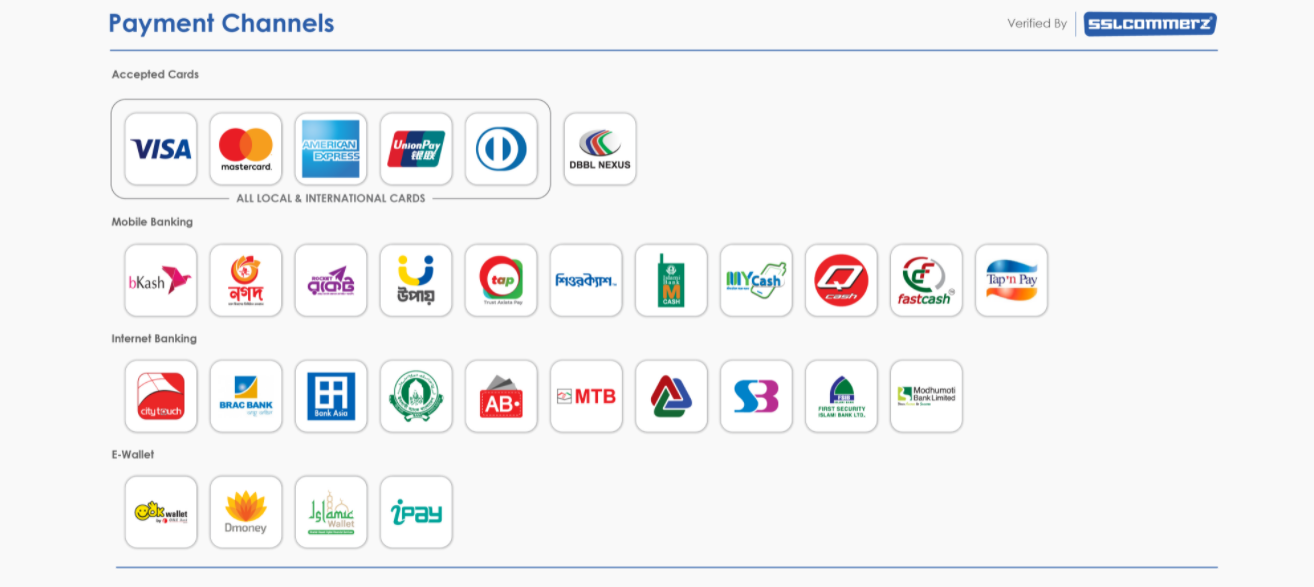 Payment Channels
Verified By
SSLCOMMERZ
Accepted Cards
VISA
mastercard.
AMERICAN
EXPRESS
UnionPay
银联
DBBL NEXUS
ALL LOCAL & INTERNATIONAL CARDS
Mobile Banking
bKash
নগদ
ROCKET
রকেট
উপায়
tap
Trust Axiata Pay
শিওরক্যাশ
Islami
Bank
M
CASH
MYCash
Q
cash
fastcash
Tap'n Pay
Internet Banking
citytouch
BRAC BANK
Bank Asia
AB
MTB
SB
FSIB
FIRST SECURITY
ISLAMI BANK LTD.
Modhumoti
Bank Limited
E-Wallet
OK wallet
Dmoney
Islamic
Wallet
iPay